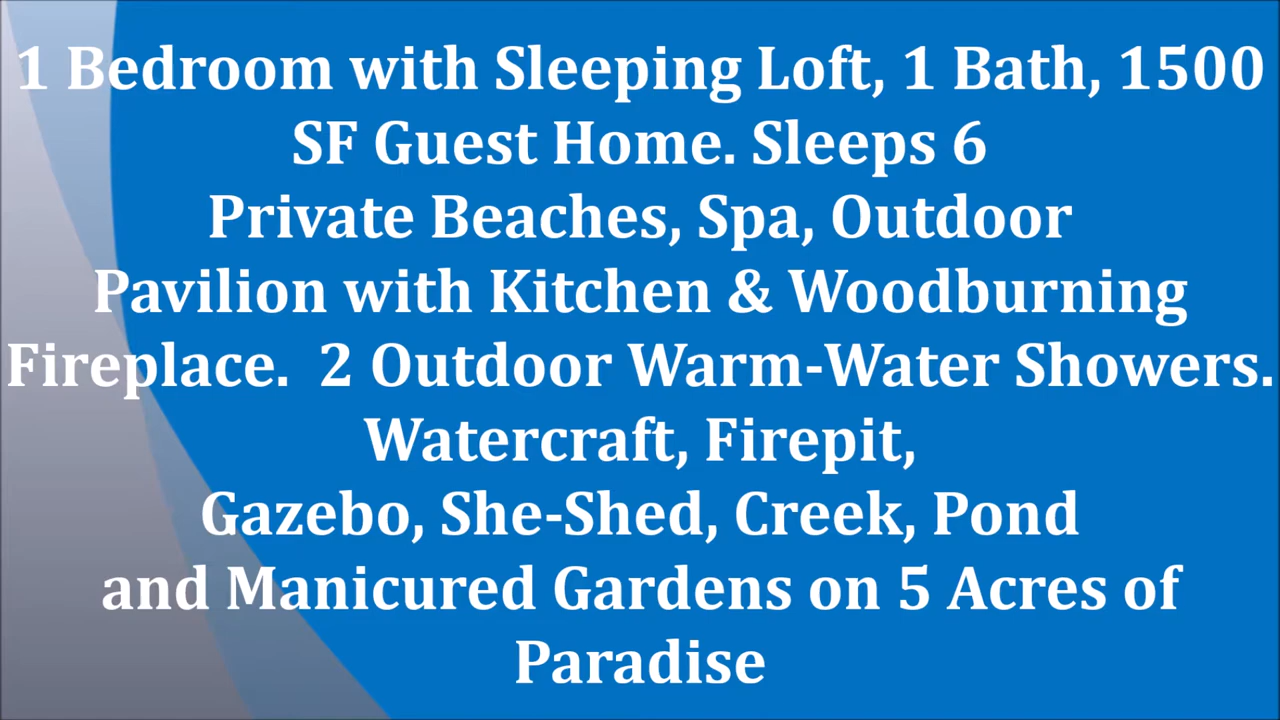 1 Bedroom with Sleeping Loft, 1 Bath, 1500
SF Guest Home. Sleeps 6
Private Beaches, Spa, Outdoor
Pavilion with Kitchen & Woodburning
Fireplace.  2 Outdoor Warm-Water Showers.
Watercraft, Firepit,
Gazebo, She-Shed, Creek, Pond
and Manicured Gardens on 5 Acres of
Paradise